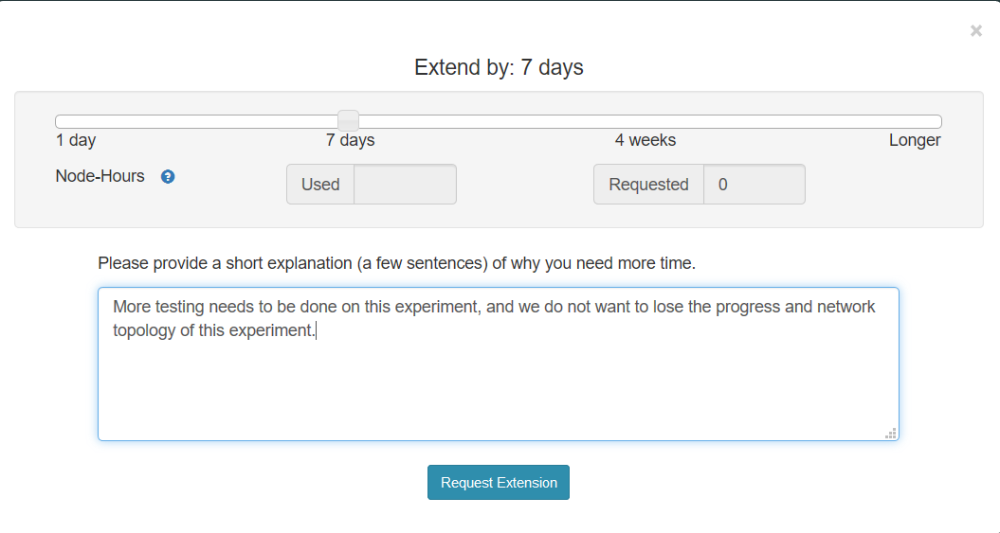 ×
Extend by: 7 days
1 day 7 days 4 weeks Longer
Node-Hours ? Used Requested 0
Please provide a short explanation (a few sentences) of why you need more time.
More testing needs to be done on this experiment, and we do not want to lose the progress and network
topology of this experiment.
Request Extension